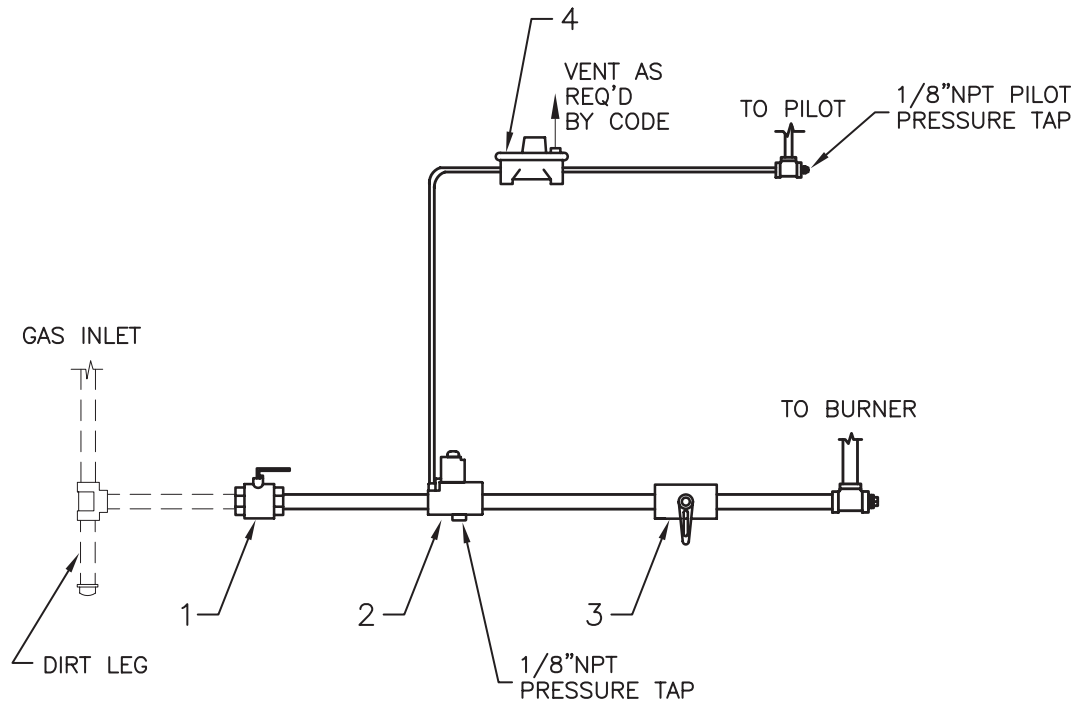 4
VENT AS
REQ'D
BY CODE
TO PILOT
1/8"NPT PILOT
PRESSURE TAP
GAS INLET
TO BURNER
1
2
3
DIRT LEG
1/8"NPT
PRESSURE TAP